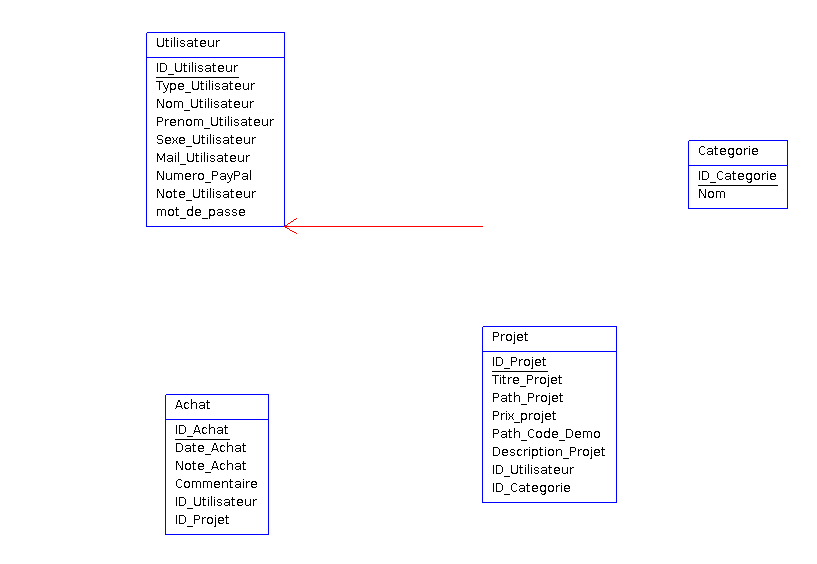 Utilisateur
ID_Utilisateur
Type_Utilisateur
Nom_Utilisateur
Prenom_Utilisateur
Sexe_Utilisateur
Mail_Utilisateur
Numero_PayPal
Note_Utilisateur
mot_de_passe
Categorie
ID_Categorie
Nom
Projet
ID_Projet
Titre_Projet
Path_Projet
Prix_projet
Path_Code_Demo
Description_Projet
ID_Utilisateur
ID_Categorie
Achat
ID_Achat
Date_Achat
Note_Achat
Commentaire
ID_Utilisateur
ID_Projet